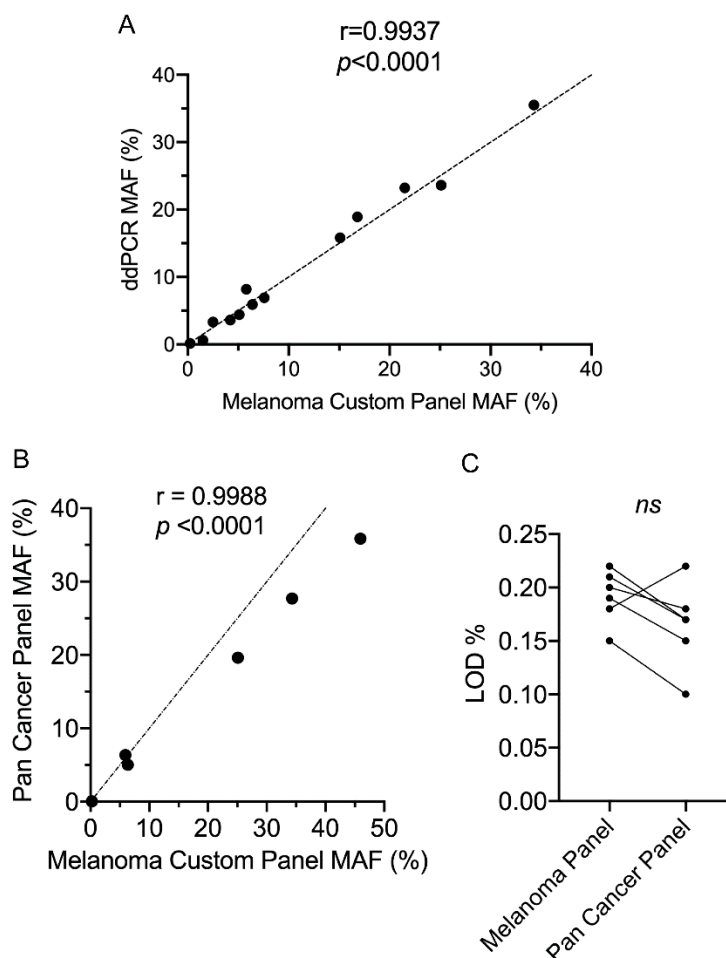 A
r=0.9937
p<0.0001
40
30
20
10
0
ddPCR MAF (%)
0 10 20 30 40
Melanoma Custom Panel MAF (%)
B
r = 0.9988
p <0.0001
40
30
20
10
0
Pan Cancer Panel MAF (%)
0 10 20 30 40 50
Melanoma Custom Panel MAF (%)
C
ns
0.25
0.20
0.15
0.10
0.05
0.00
LOD %
Melanoma Panel
Pan Cancer Panel